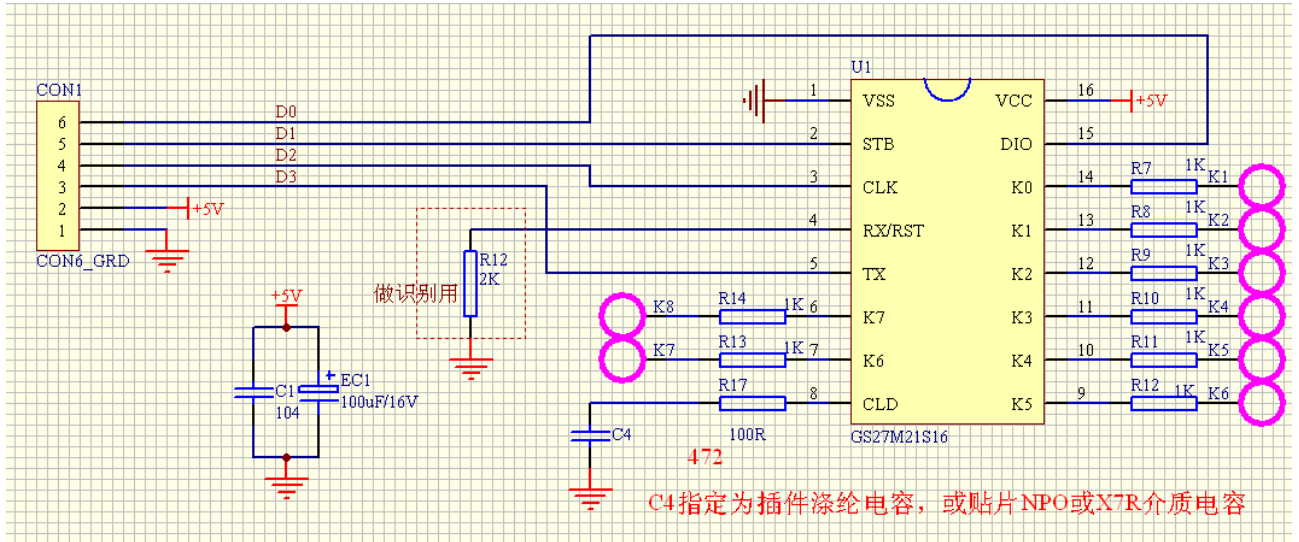 U1
CON1
6 D0
5 D1
4 D2
3 D3
2 +5V
1
CON6_GRD
1 VSS VCC 16 +5V
2 STB DIO 15
3 CLK K0 14 R7 1K K1
4 RX/RST K1 13 R8 1K K2
5 TX K2 12 R9 1K K3
K8 R14 1K 6 K7 K3 11 R10 1K K4
K7 R13 1K 7 K6 K4 10 R11 1K K5
R17 100R 8 CLD K5 9 R12 1K K6
GS27M21S16
R12
2K
做识别用
+5V
C1
104
EC1
100uF/16V
C4
472
C4指定为插件涤纶电容，或贴片NPO或X7R介质电容